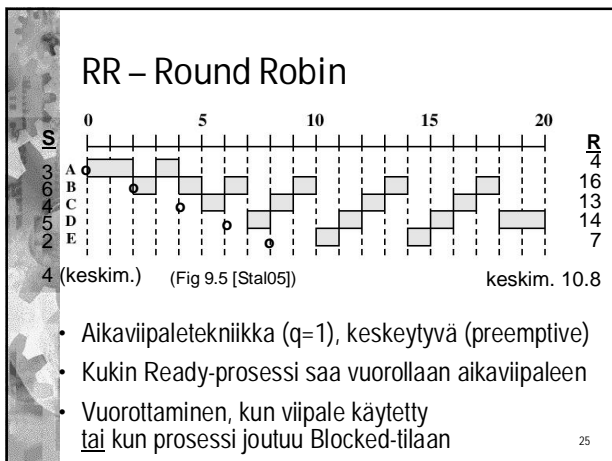 RR – Round Robin
0 5 10 15 20
S R
3 A 4
6 B 16
4 C 13
5 D 14
2 E 7
4 (keskim.) (Fig 9.5 [Stal05]) keskim. 10.8
• Aikaviipaletekniikka (q=1), keskeytyvä (preemptive)
• Kukin Ready-prosessi saa vuorollaan aikaviipaleen
• Vuorottaminen, kun viipale käytetty
tai kun prosessi joutuu Blocked-tilaan
25